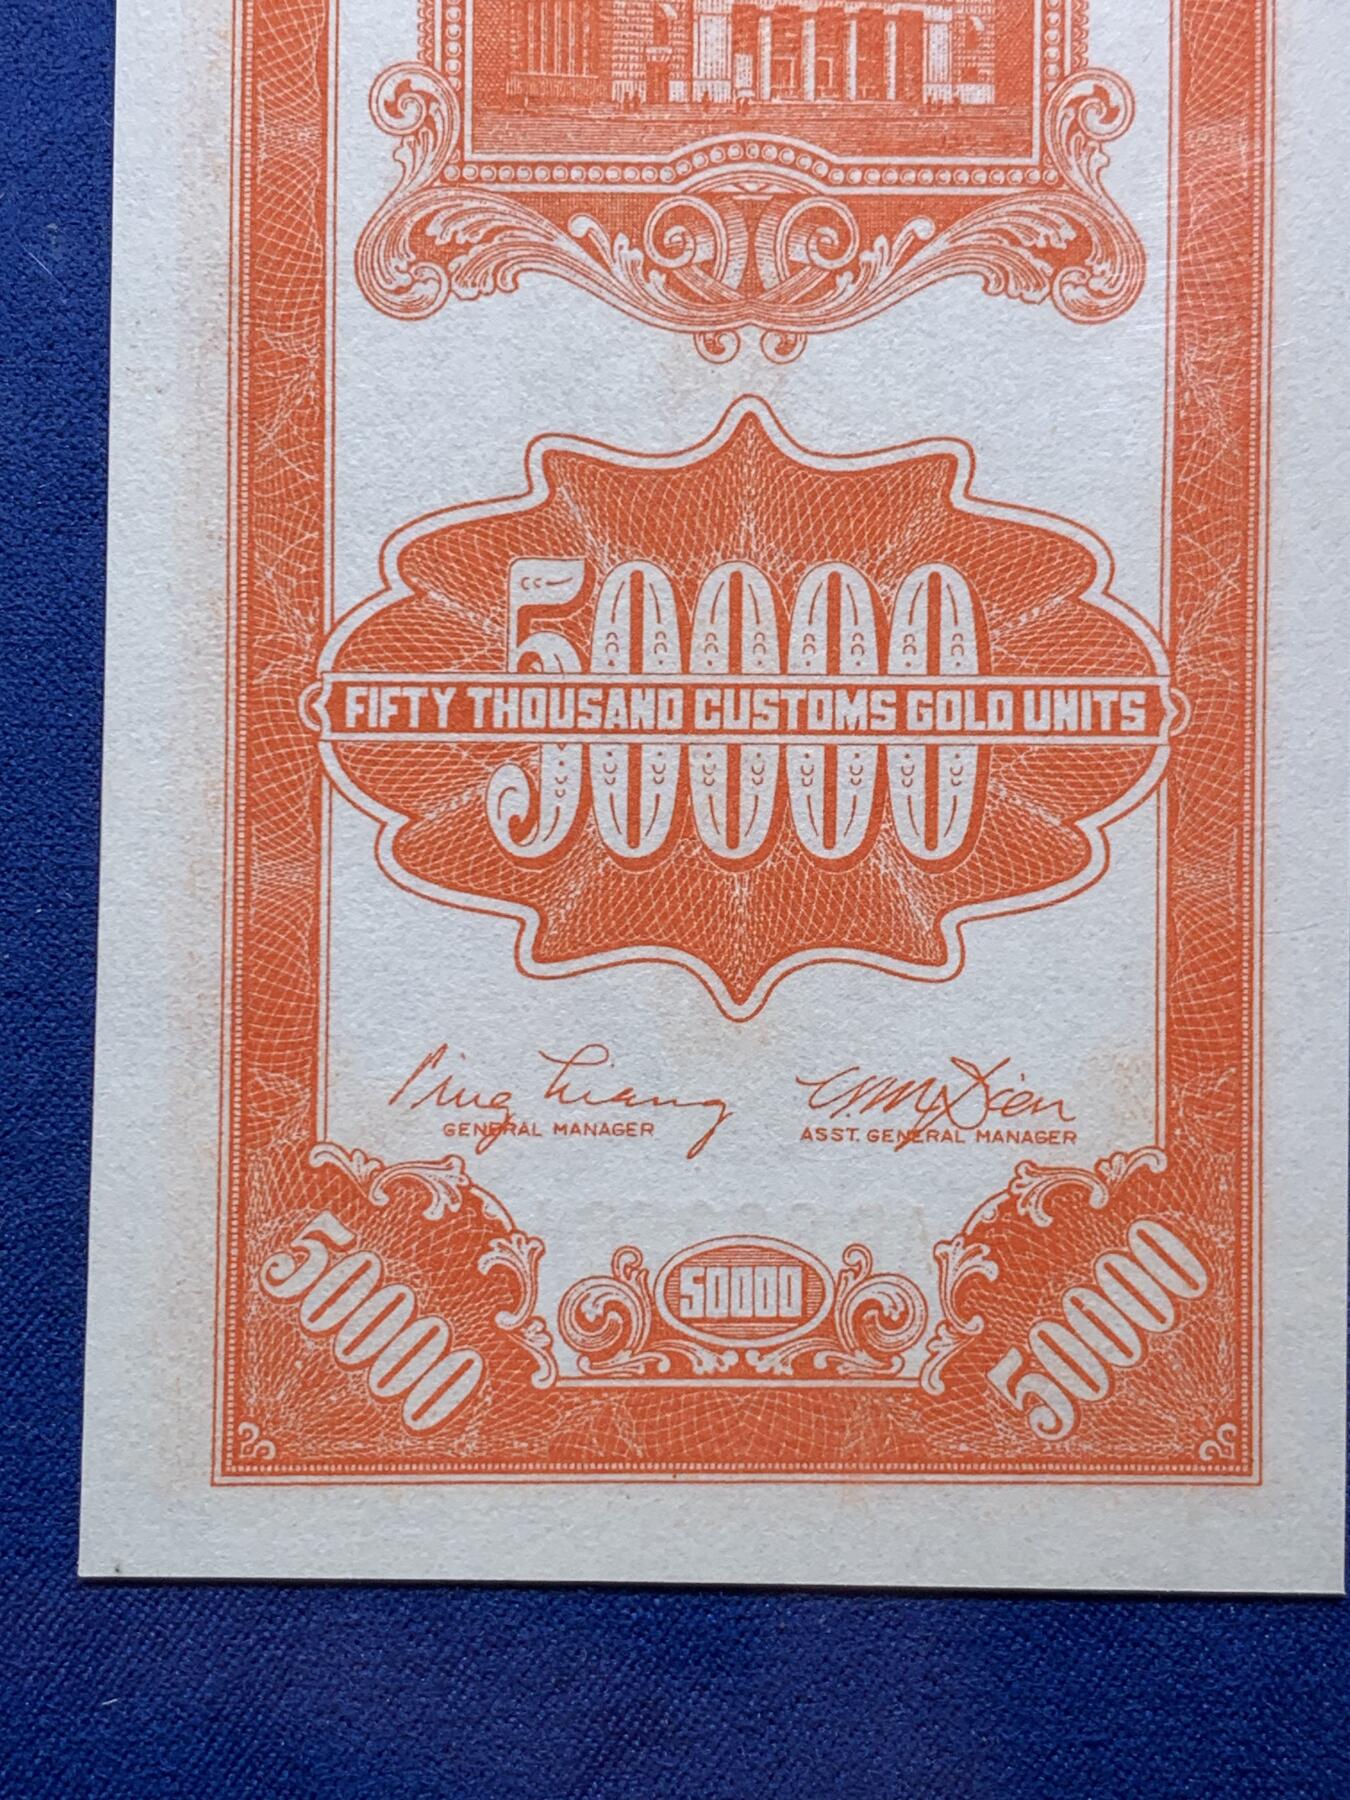 50000
FIFTY THOUSAND CUSTOMS GOLD UNITS
GENERAL MANAGER
ASST. GENERAL MANAGER
50000
50000
50000